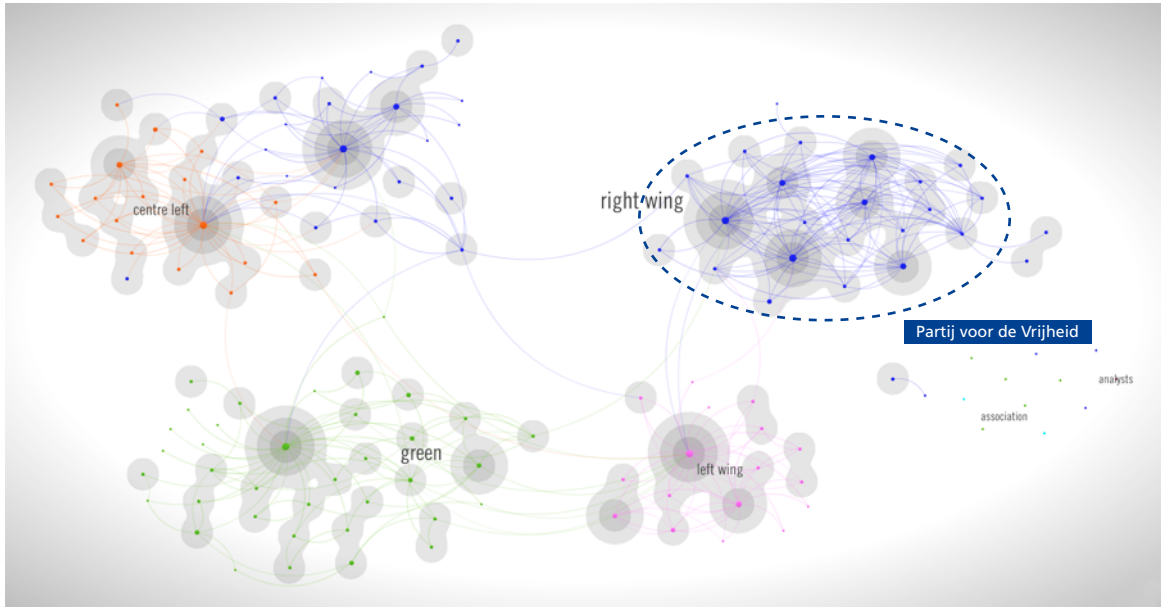 right wing
centre left
Partij voor de Vrijheid
analysts
association
green
left wing